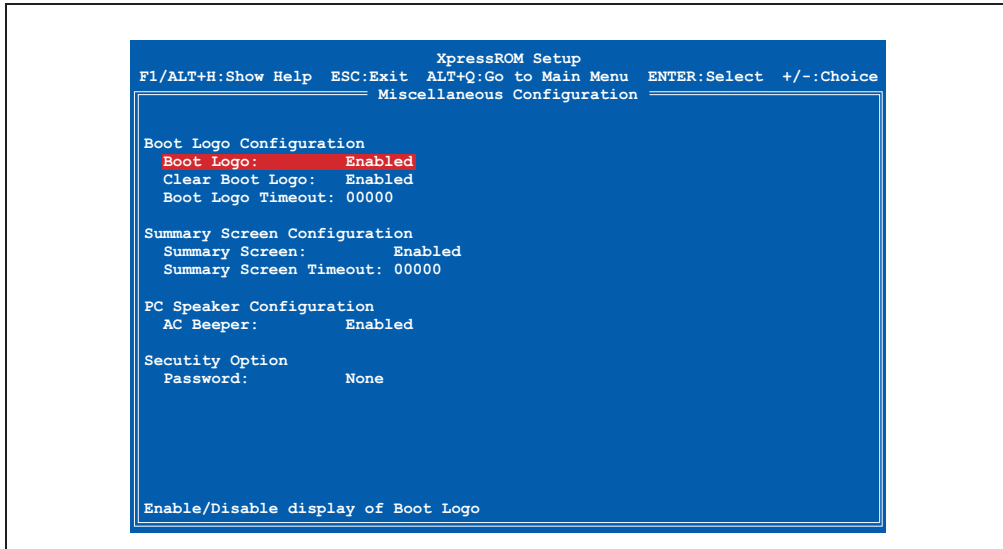 XpressROM Setup
F1/ALT+H:Show Help ESC:Exit ALT+Q:Go to Main Menu ENTER:Select +/-:Choice
Miscellaneous Configuration
Boot Logo Configuration
Boot Logo: Enabled
Clear Boot Logo: Enabled
Boot Logo Timeout: 00000
Summary Screen Configuration
Summary Screen: Enabled
Summary Screen Timeout: 00000
PC Speaker Configuration
AC Beeper: Enabled
Secutity Option
Password: None
Enable/Disable display of Boot Logo